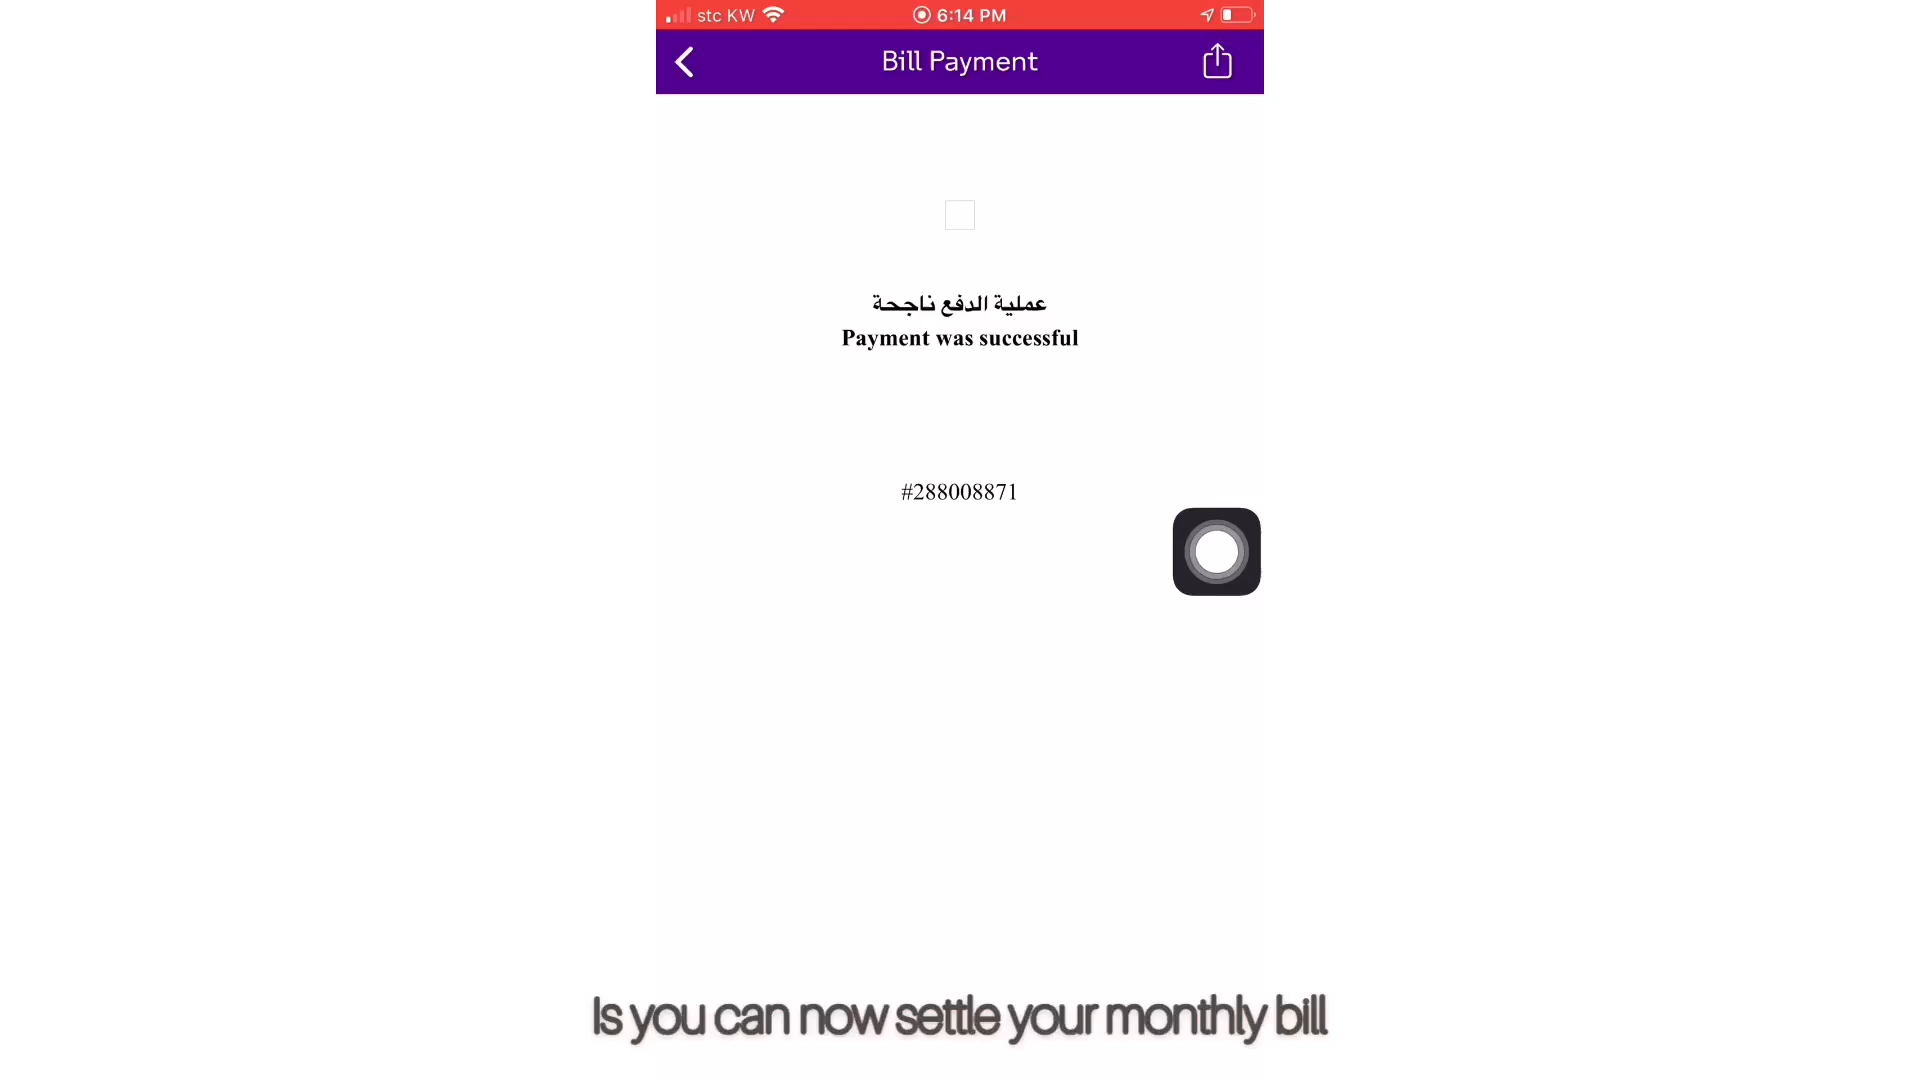 stc KW 6:14 PM
Bill Payment
عملية الدفع ناجحة
Payment was successful
#288008871
Is you can now settle your monthly bill